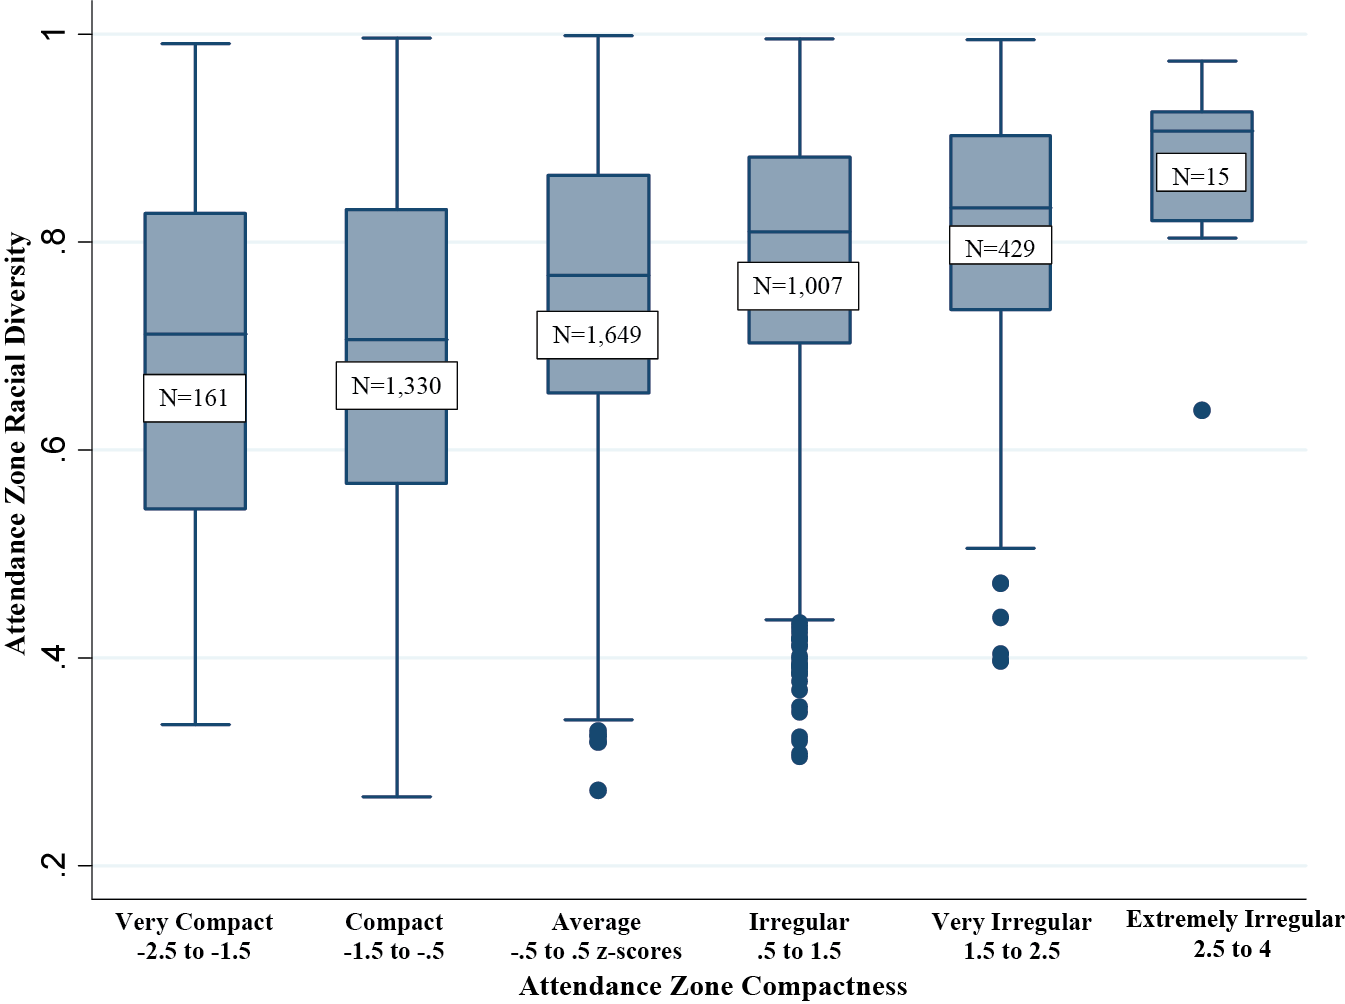 Attendance Zone Racial Diversity
1
.8
.6
.4
.2
N=161
N=1,330
N=1,649
N=1,007
N=429
N=15
Very Compact
-2.5 to -1.5
Compact
-1.5 to -.5
Average
-.5 to .5 z-scores
Irregular
.5 to 1.5
Very Irregular
1.5 to 2.5
Extremely Irregular
2.5 to 4
Attendance Zone Compactness